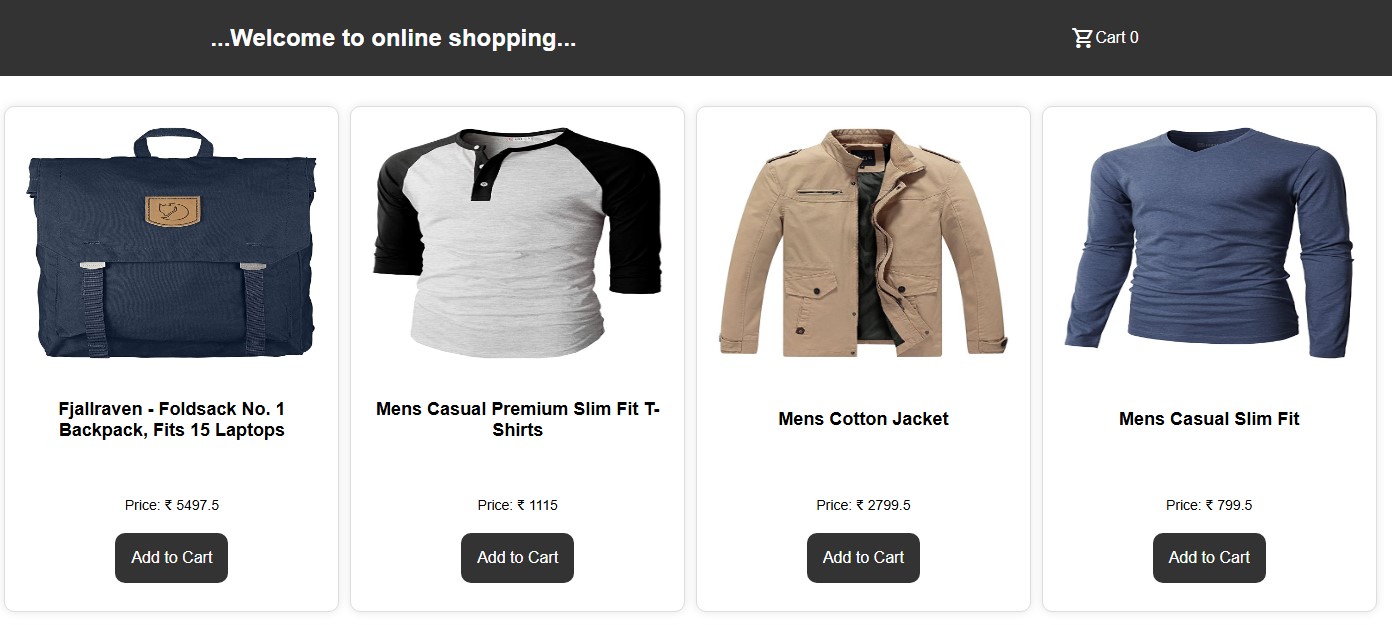 ...Welcome to online shopping...
Cart 0
Fjallraven - Foldsack No. 1
Backpack, Fits 15 Laptops
Price: ₹ 5497.5
Add to Cart
Mens Casual Premium Slim Fit T-
Shirts
Price: ₹ 1115
Add to Cart
Mens Cotton Jacket
Price: ₹ 2799.5
Add to Cart
Mens Casual Slim Fit
Price: ₹ 799.5
Add to Cart